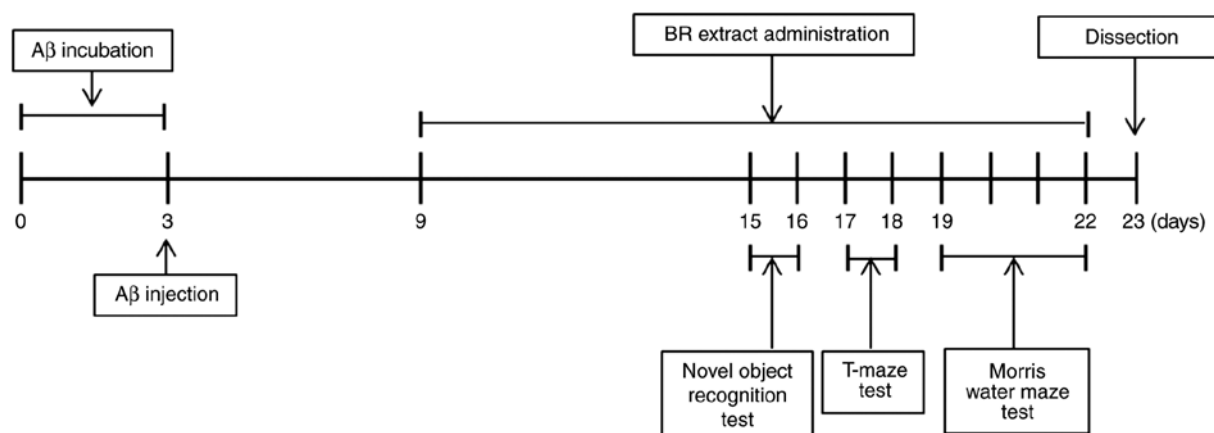 Aβ incubation
BR extract administration
Dissection
0
3
9
15
16
17
18
19
22
23 (days)
Aβ injection
Novel object
recognition
test
T-maze
test
Morris
water maze
test